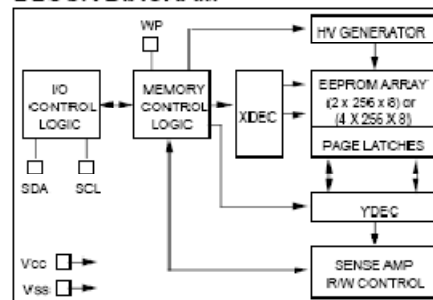 BLOCK DIAGRAM
WP
HV GENERATOR
I/O
CONTROL
LOGIC
MEMORY
CONTROL
LOGIC
XDEC
EEPROM ARRAY
(2 x 256 x 8) or
(4 X 256 X 8)
PAGE LATCHES
SDA
SCL
YDEC
Vcc
Vss
SENSE AMP
R/W CONTROL